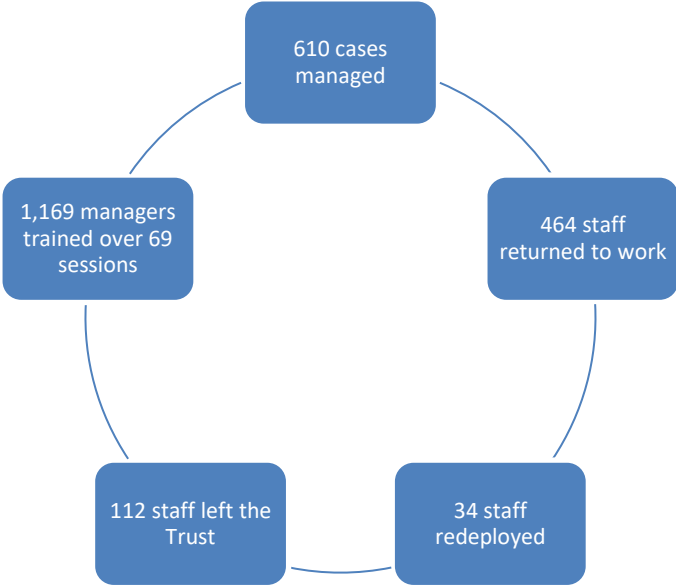 610 cases
managed
464 staff
returned to work
34 staff
redeployed
112 staff left the
Trust
1,169 managers
trained over 69
sessions